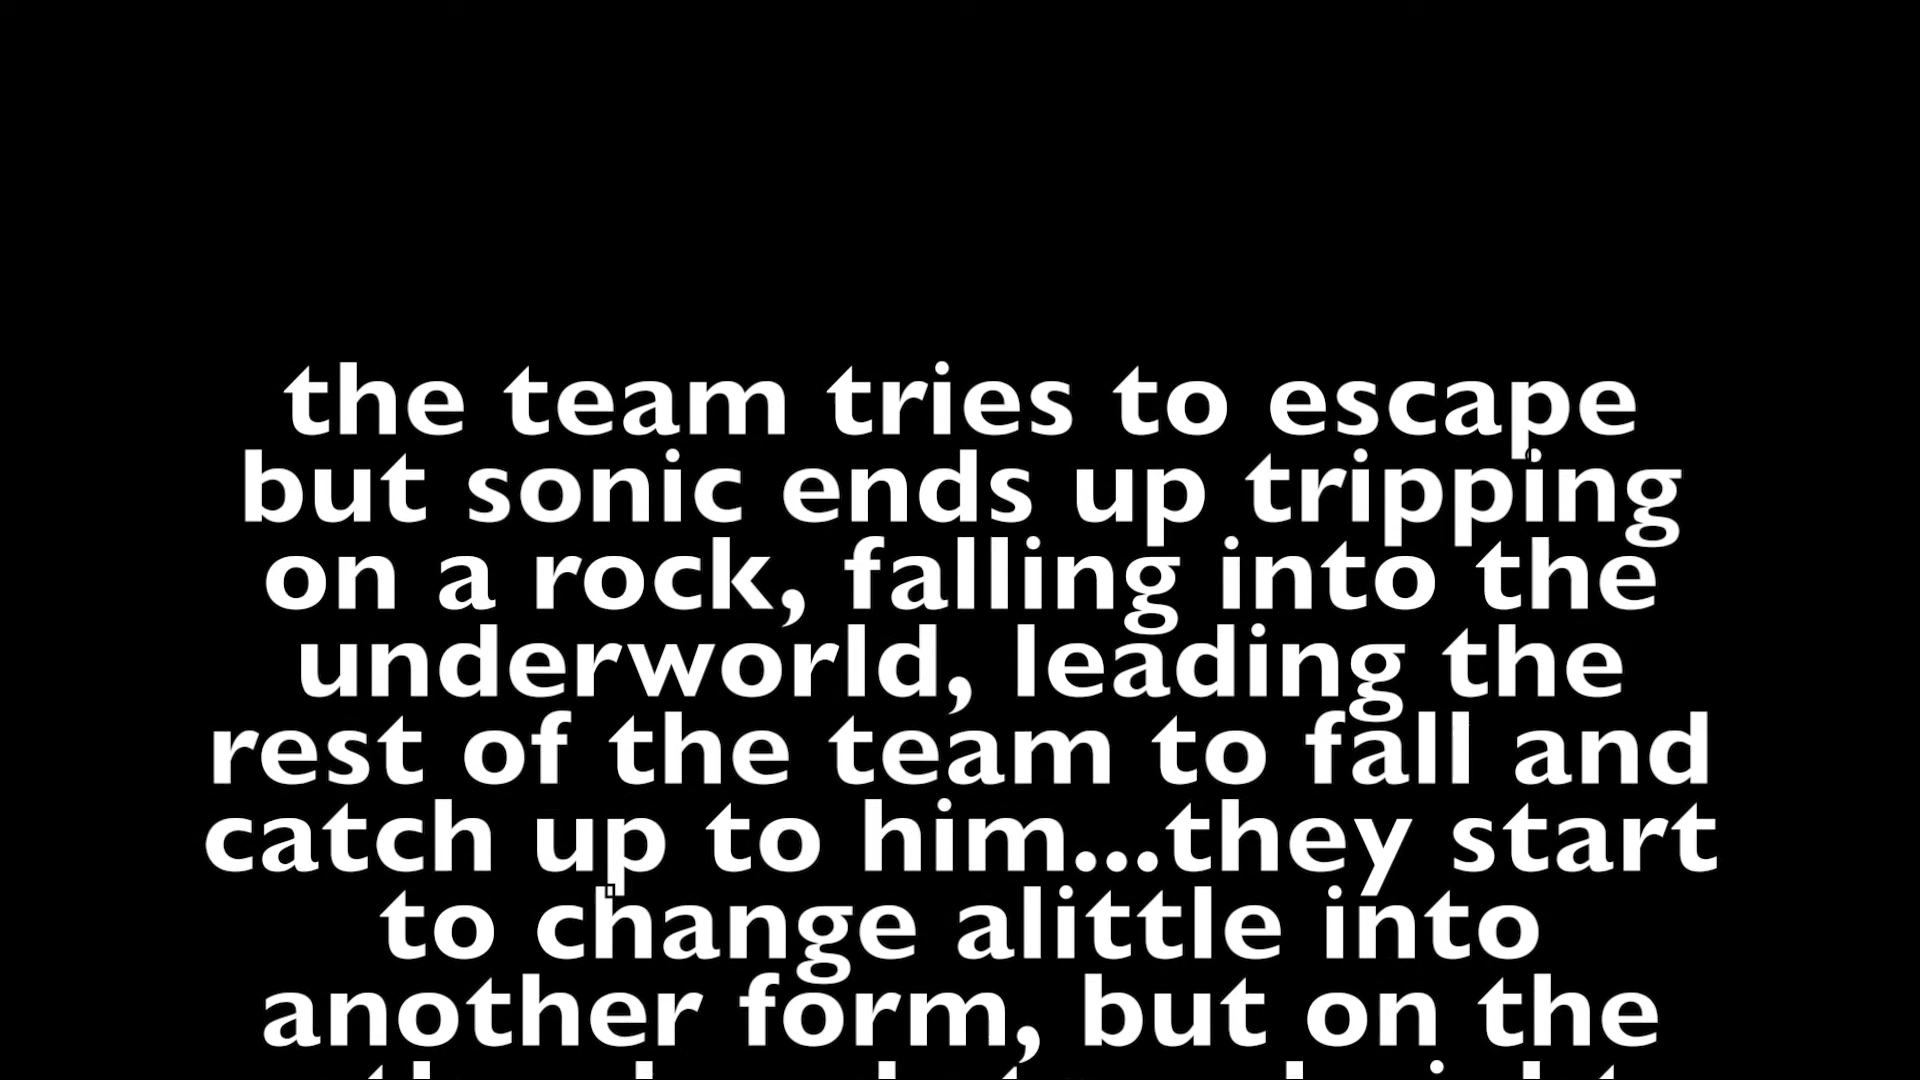 the team tries to escape
but sonic ends up tripping
on a rock, falling into the
underworld, leading the
rest of the team to fall and
catch up to him...they start
to change alittle into
another form, but on the